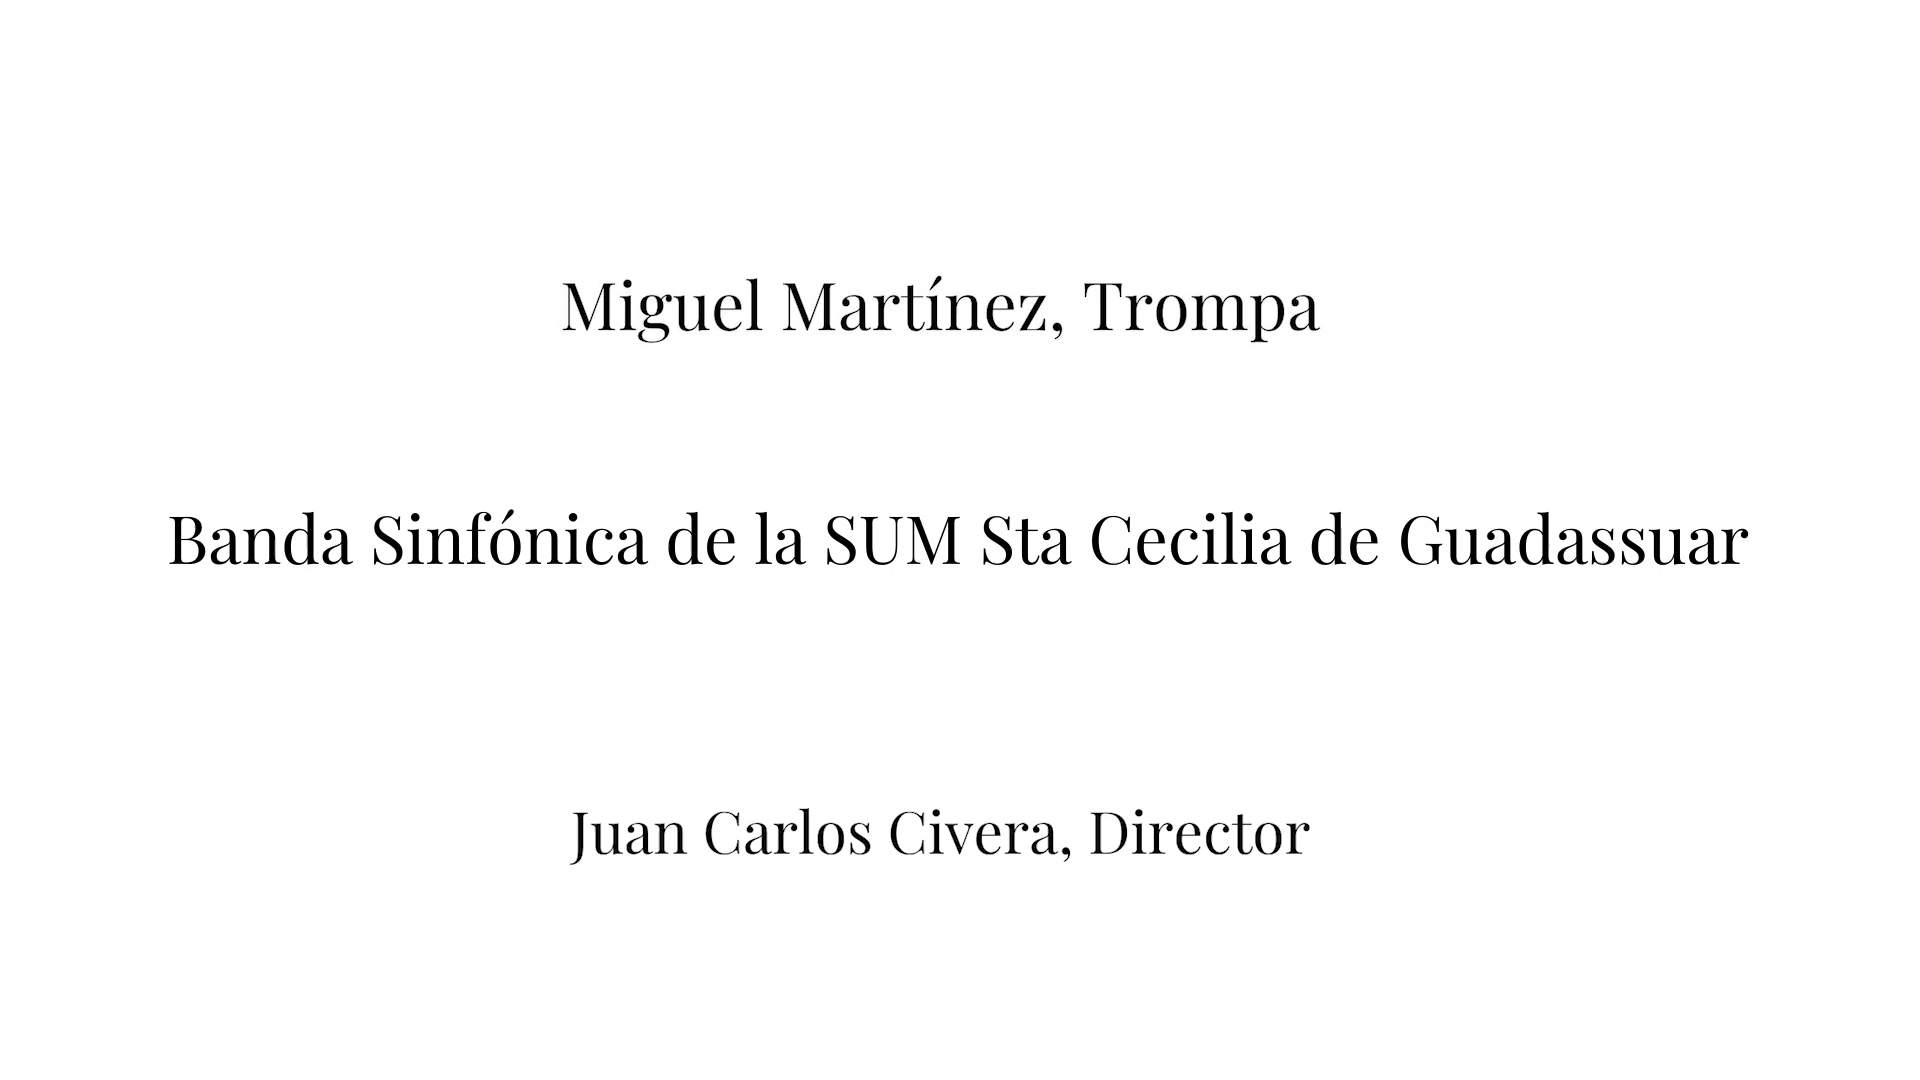 Miguel Martínez, Trompa
Banda Sinfónica de la SUM Sta Cecilia de Guadassuar
Juan Carlos Civera, Director